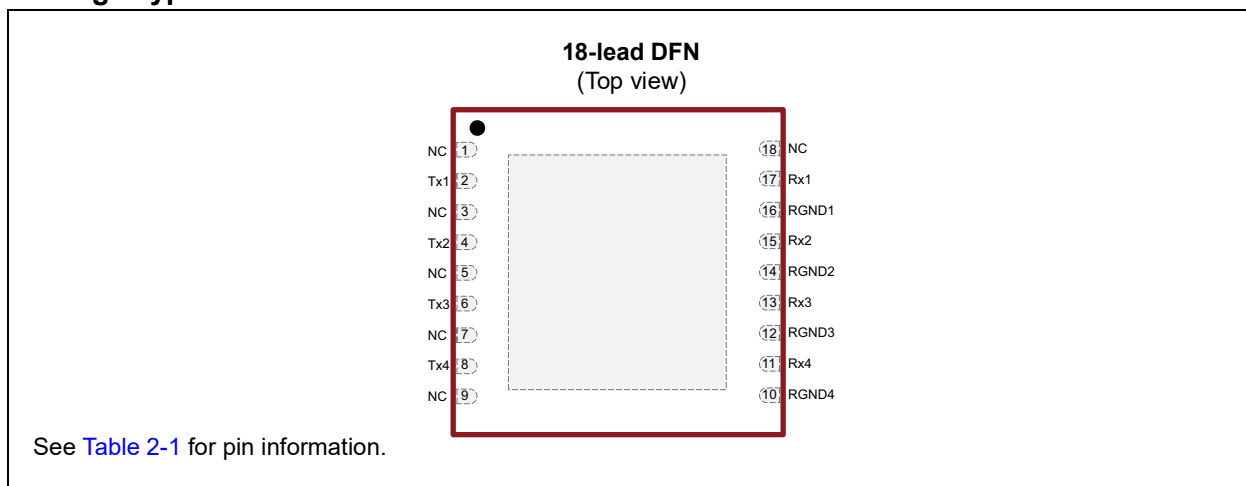 18-lead DFN
(Top view)
NC 1 18 NC
Tx1 2 17 Rx1
NC 3 16 RGND1
Tx2 4 15 Rx2
NC 5 14 RGND2
Tx3 6 13 Rx3
NC 7 12 RGND3
Tx4 8 11 Rx4
NC 9 10 RGND4
See Table 2-1 for pin information.